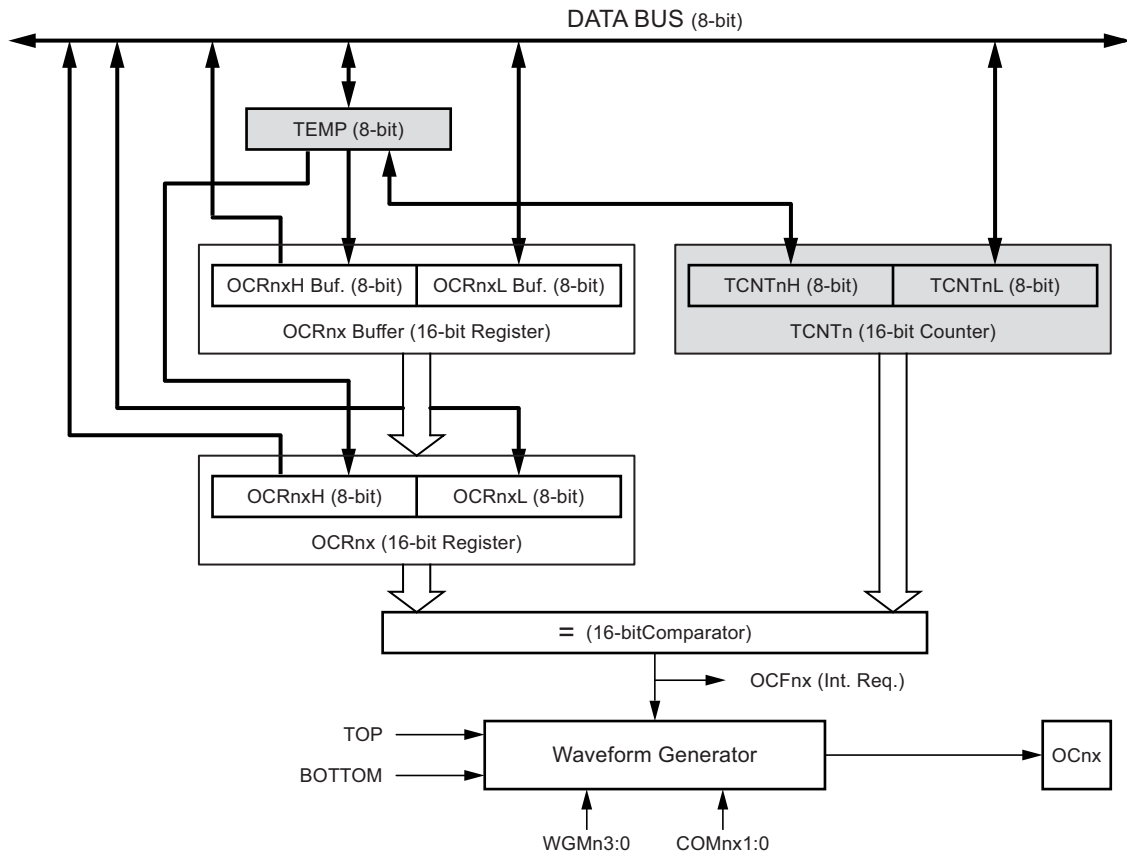 DATA BUS (8-bit)
TEMP (8-bit)
OCRnxH Buf. (8-bit)
OCRnxL Buf. (8-bit)
TCNTnH (8-bit)
TCNTnL (8-bit)
OCRnx Buffer (16-bit Register)
TCNTn (16-bit Counter)
OCRnxH (8-bit)
OCRnxL (8-bit)
OCRnx (16-bit Register)
= (16-bitComparator)
OCFnx (Int. Req.)
TOP
BOTTOM
Waveform Generator
OCnx
WGMn3:0
COMnx1:0